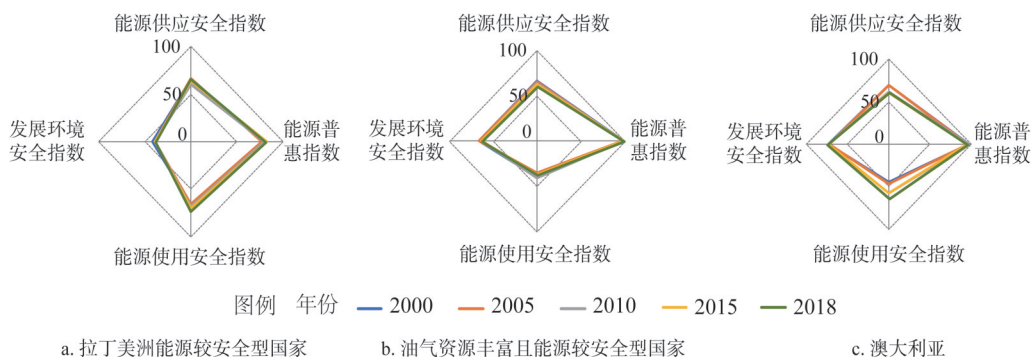 能源供应安全指数
100
50
0
发展环境
安全指数
能源普
惠指数
能源使用安全指数
能源供应安全指数
100
50
0
发展环境
安全指数
能源普
惠指数
能源使用安全指数
能源供应安全指数
100
50
0
发展环境
安全指数
能源普
惠指数
能源使用安全指数
图例 年份 2000 2005 2010 2015 2018
a. 拉丁美洲能源较安全型国家
b. 油气资源丰富且能源较安全型国家
c. 澳大利亚